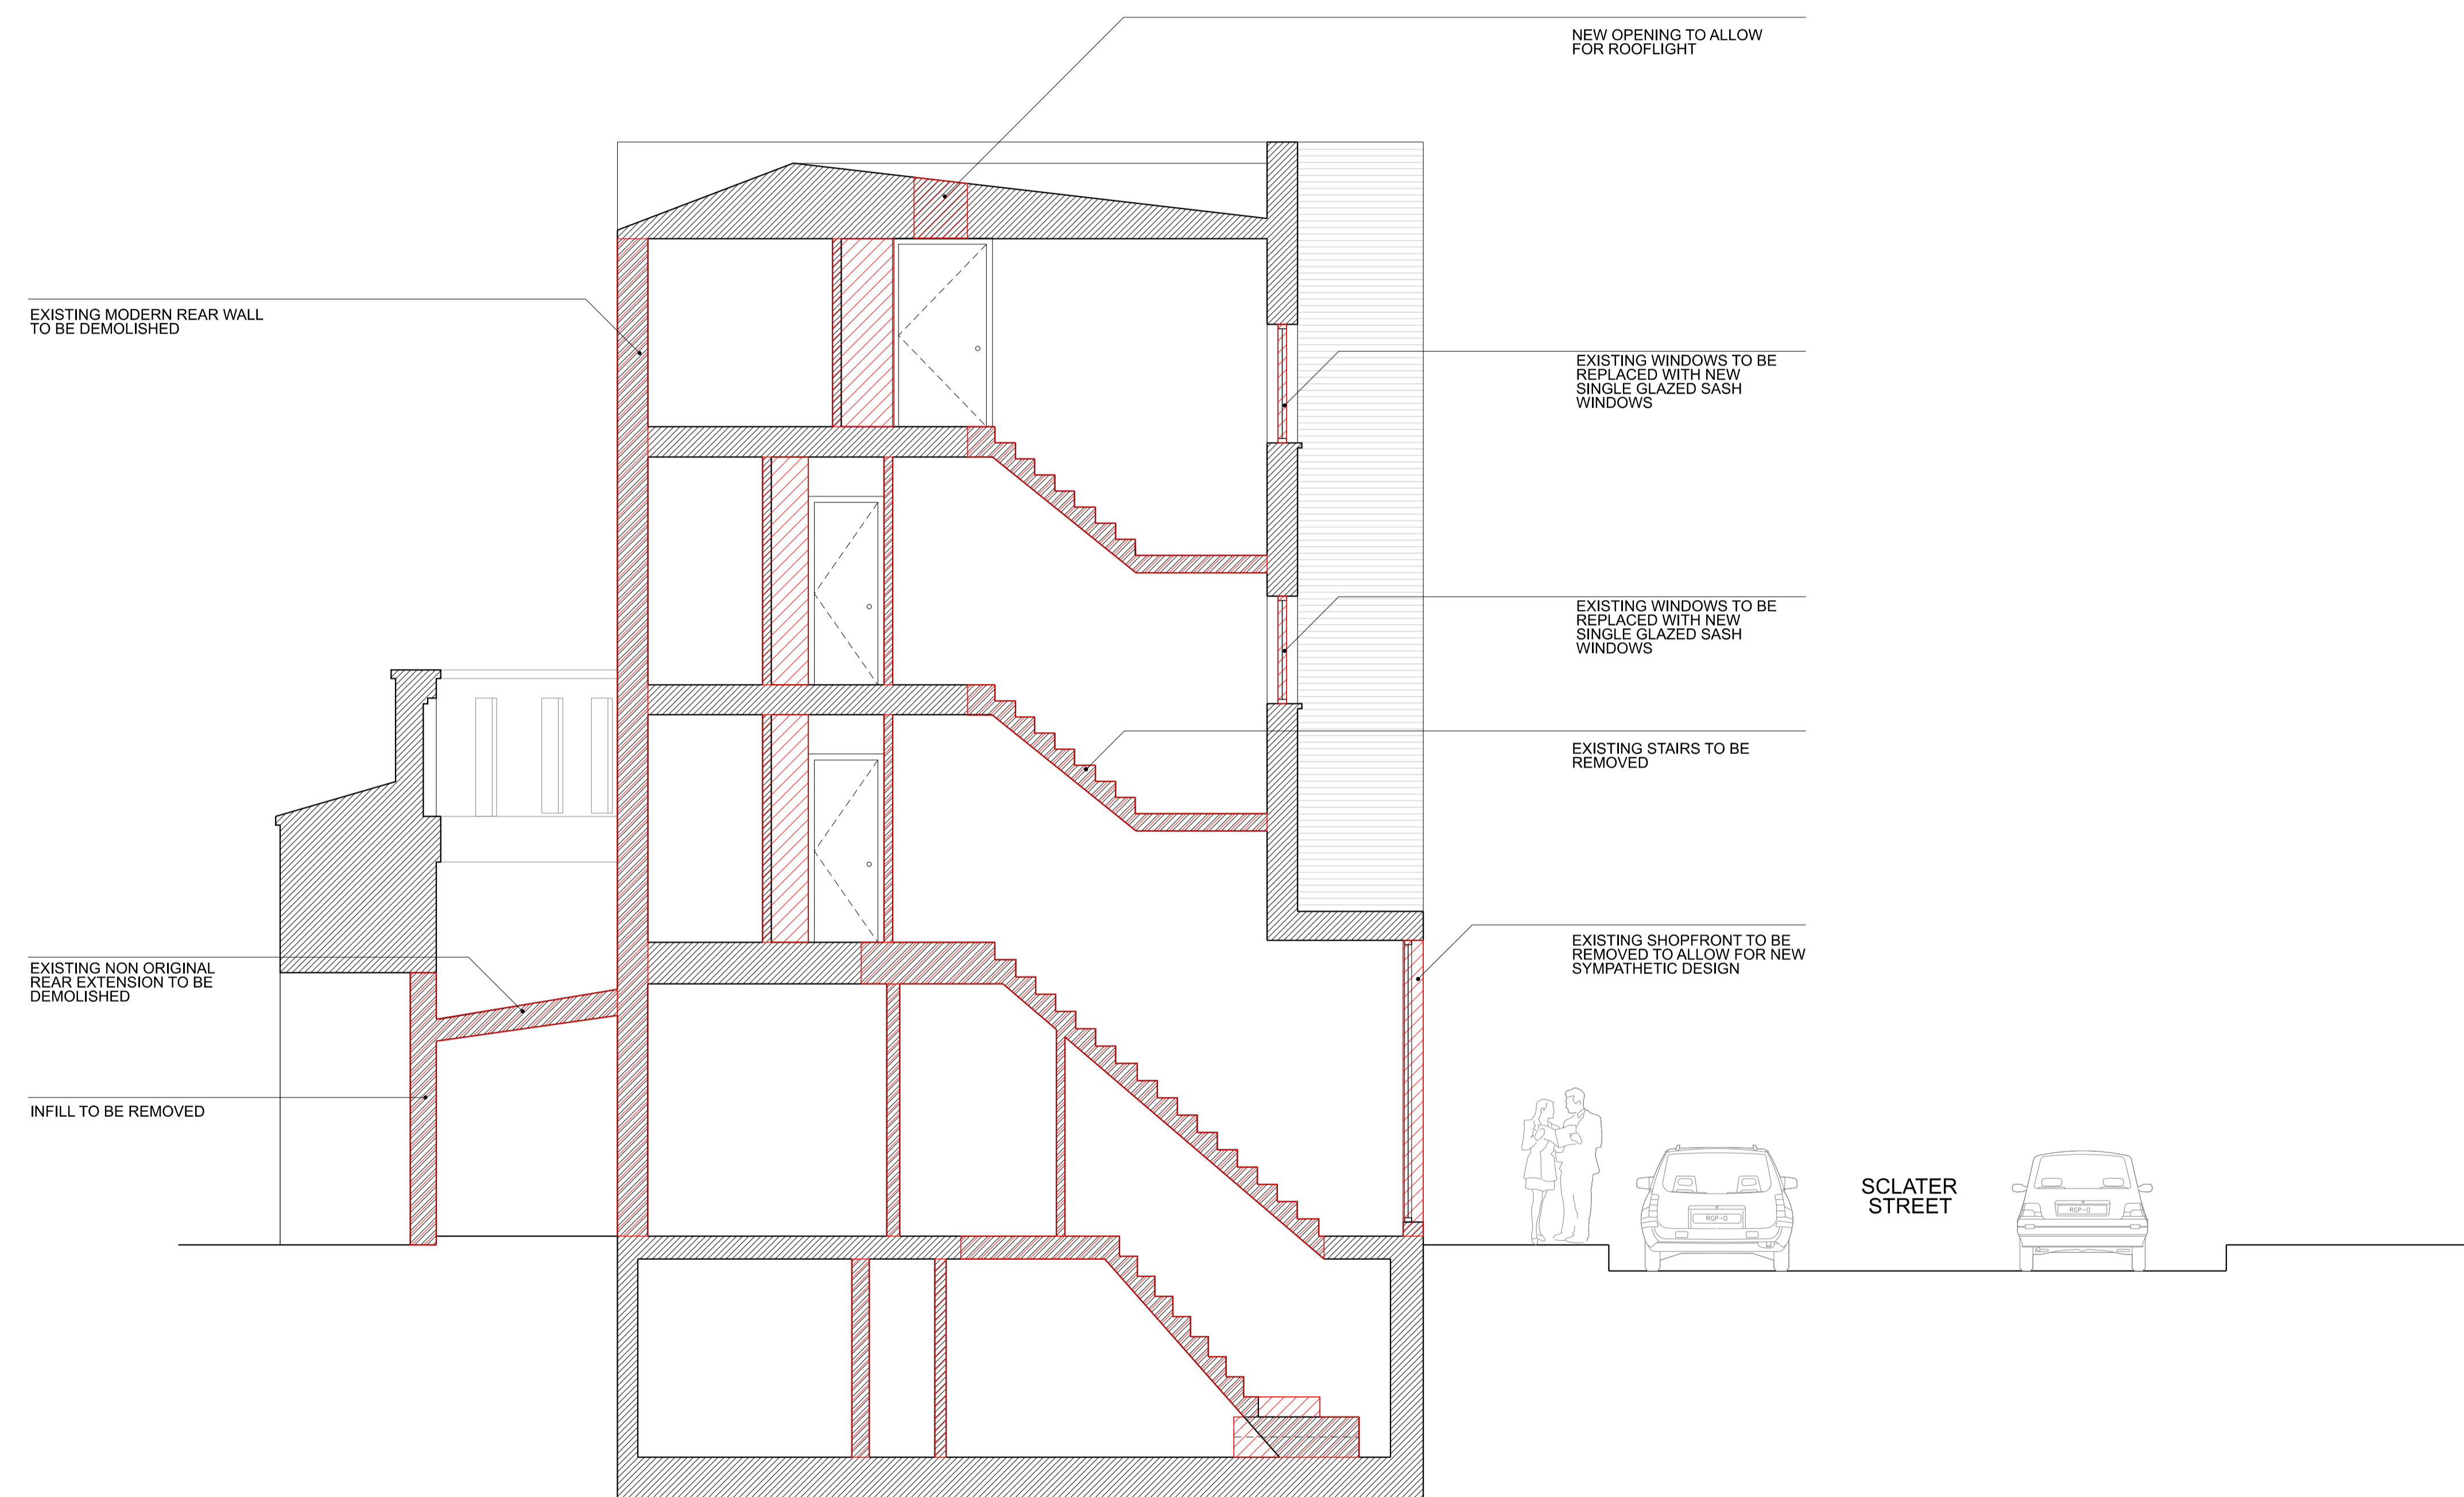 NEW OPENING TO ALLOW
FOR ROOFLIGHT
EXISTING MODERN REAR WALL
TO BE DEMOLISHED
EXISTING WINDOWS TO BE
REPLACED WITH NEW
SINGLE GLAZED SASH
WINDOWS
EXISTING WINDOWS TO BE
REPLACED WITH NEW
SINGLE GLAZED SASH
WINDOWS
EXISTING STAIRS TO BE
REMOVED
EXISTING SHOPFRONT TO BE
REMOVED TO ALLOW FOR NEW
SYMPATHETIC DESIGN
EXISTING NON ORIGINAL
REAR EXTENSION TO BE
DEMOLISHED
INFILL TO BE REMOVED
SCLATER
STREET
RGP-D
RGP-D